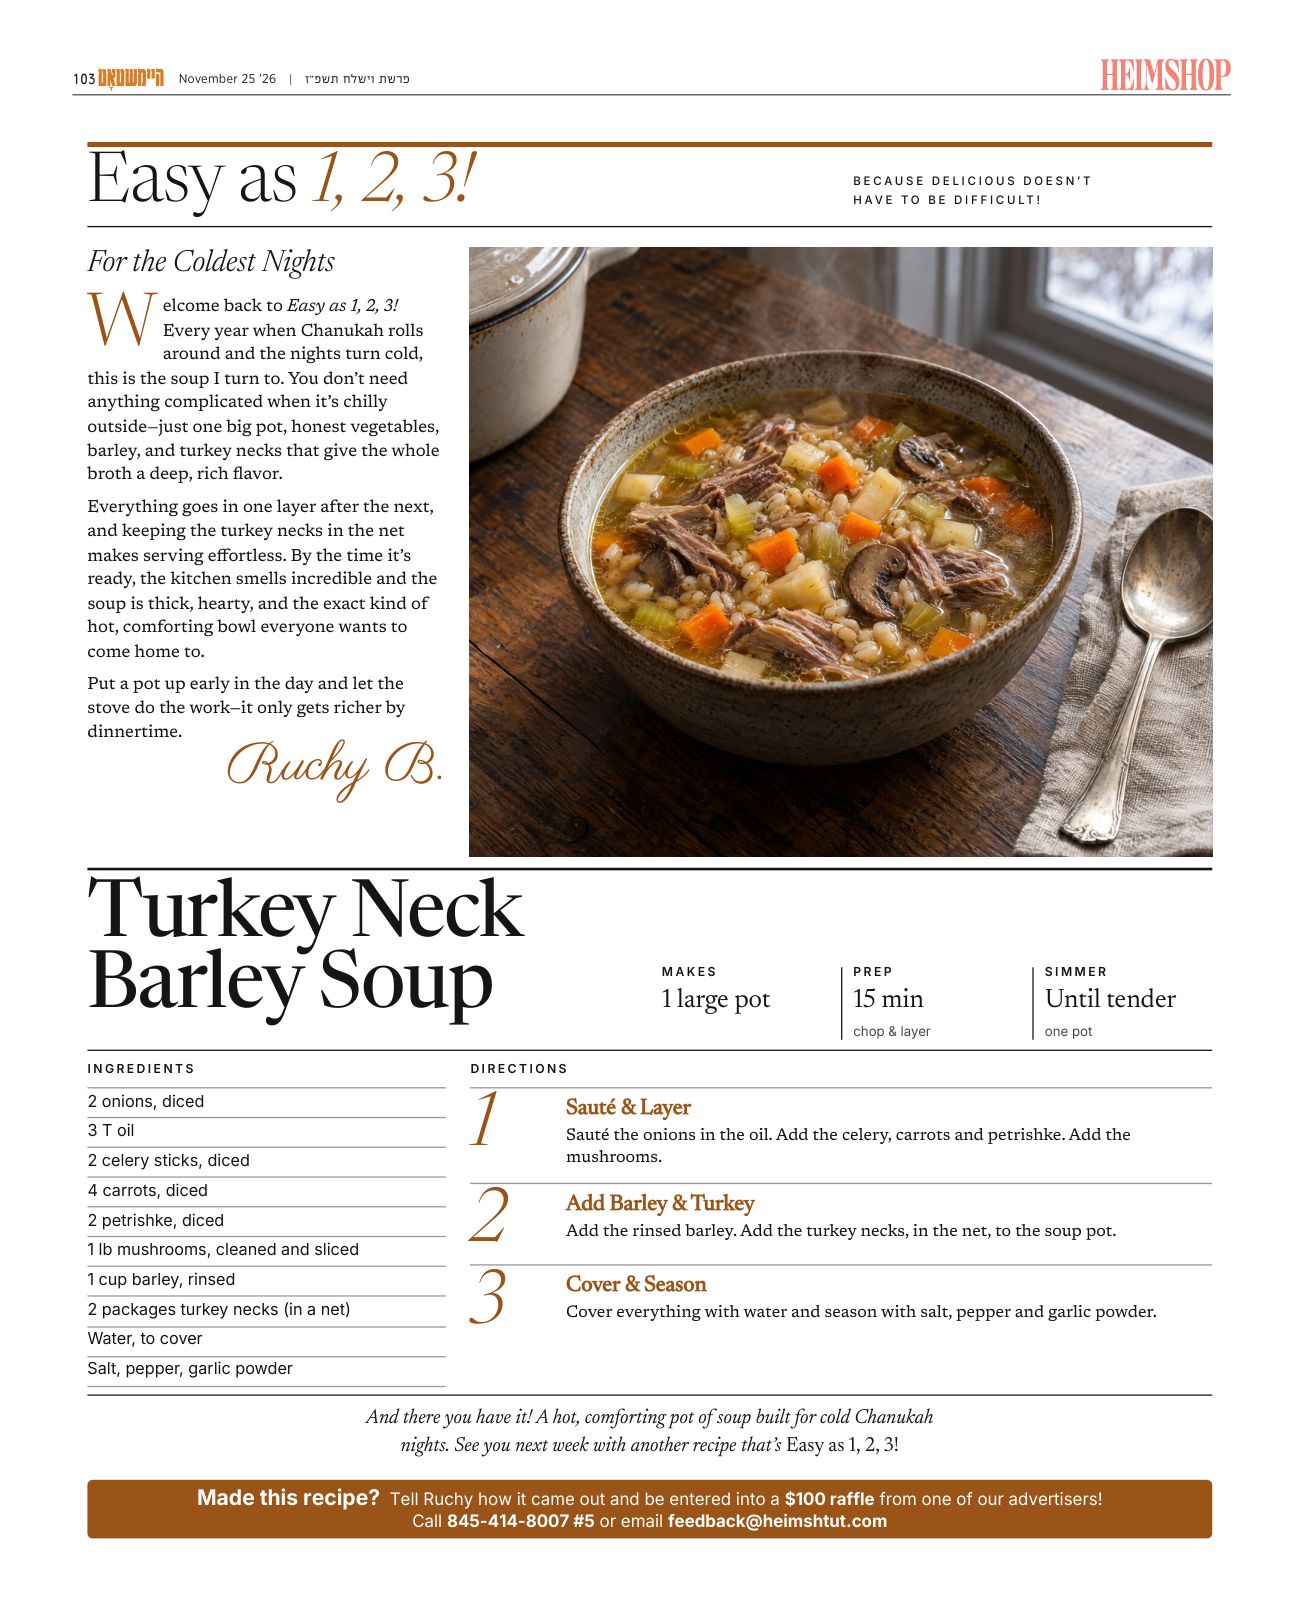 103 היימשטאָט November 25 ’26 | פרשת וישלח תשפ״ז
HEIMSHOP
Easy as 1, 2, 3!
BECAUSE DELICIOUS DOESN’T
HAVE TO BE DIFFICULT!
For the Coldest Nights
Welcome back to Easy as 1, 2, 3!
Every year when Chanukah rolls
around and the nights turn cold,
this is the soup I turn to. You don’t need
anything complicated when it’s chilly
outside—just one big pot, honest vegetables,
barley, and turkey necks that give the whole
broth a deep, rich flavor.
Everything goes in one layer after the next,
and keeping the turkey necks in the net
makes serving effortless. By the time it’s
ready, the kitchen smells incredible and the
soup is thick, hearty, and the exact kind of
hot, comforting bowl everyone wants to
come home to.
Put a pot up early in the day and let the
stove do the work—it only gets richer by
dinnertime.
Ruchy B.
Turkey Neck
Barley Soup
MAKES
1 large pot
PREP
15 min
chop & layer
SIMMER
Until tender
one pot
INGREDIENTS
2 onions, diced
3 T oil
2 celery sticks, diced
4 carrots, diced
2 petrishke, diced
1 lb mushrooms, cleaned and sliced
1 cup barley, rinsed
2 packages turkey necks (in a net)
Water, to cover
Salt, pepper, garlic powder
DIRECTIONS
1
Sauté & Layer
Sauté the onions in the oil. Add the celery, carrots and petrishke. Add the
mushrooms.
2
Add Barley & Turkey
Add the rinsed barley. Add the turkey necks, in the net, to the soup pot.
3
Cover & Season
Cover everything with water and season with salt, pepper and garlic powder.
And there you have it! A hot, comforting pot of soup built for cold Chanukah
nights. See you next week with another recipe that’s Easy as 1, 2, 3!
Made this recipe? Tell Ruchy how it came out and be entered into a $100 raffle from one of our advertisers!
Call 845-414-8007 #5 or email feedback@heimshtut.com